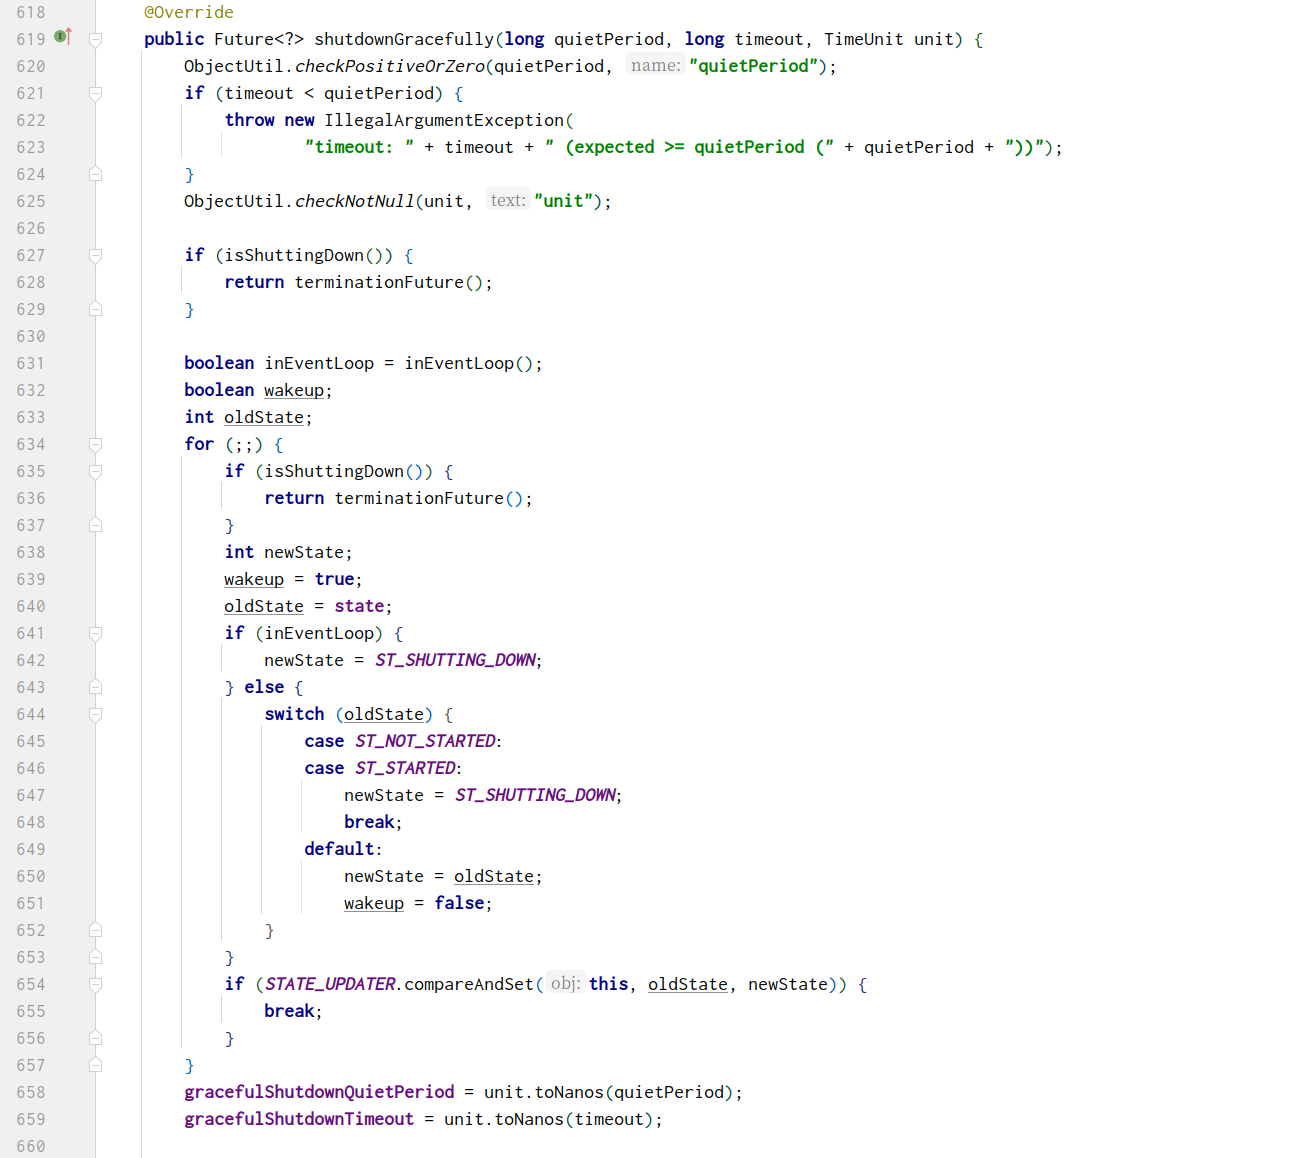 618 @Override
619 public Future<?> shutdownGracefully(long quietPeriod, long timeout, TimeUnit unit) {
620 ObjectUtil.checkPositiveOrZero(quietPeriod, name: "quietPeriod");
621 if (timeout < quietPeriod) {
622 throw new IllegalArgumentException(
623 "timeout: " + timeout + " (expected >= quietPeriod (" + quietPeriod + "))");
624 }
625 ObjectUtil.checkNotNull(unit, text: "unit");
626
627 if (isShuttingDown()) {
628 return terminationFuture();
629 }
630
631 boolean inEventLoop = inEventLoop();
632 boolean wakeup;
633 int oldState;
634 for (;;) {
635 if (isShuttingDown()) {
636 return terminationFuture();
637 }
638 int newState;
639 wakeup = true;
640 oldState = state;
641 if (inEventLoop) {
642 newState = ST_SHUTTING_DOWN;
643 } else {
644 switch (oldState) {
645 case ST_NOT_STARTED:
646 case ST_STARTED:
647 newState = ST_SHUTTING_DOWN;
648 break;
649 default:
650 newState = oldState;
651 wakeup = false;
652 }
653 }
654 if (STATE_UPDATER.compareAndSet( obj: this, oldState, newState)) {
655 break;
656 }
657 }
658 gracefulShutdownQuietPeriod = unit.toNanos(quietPeriod);
659 gracefulShutdownTimeout = unit.toNanos(timeout);
660